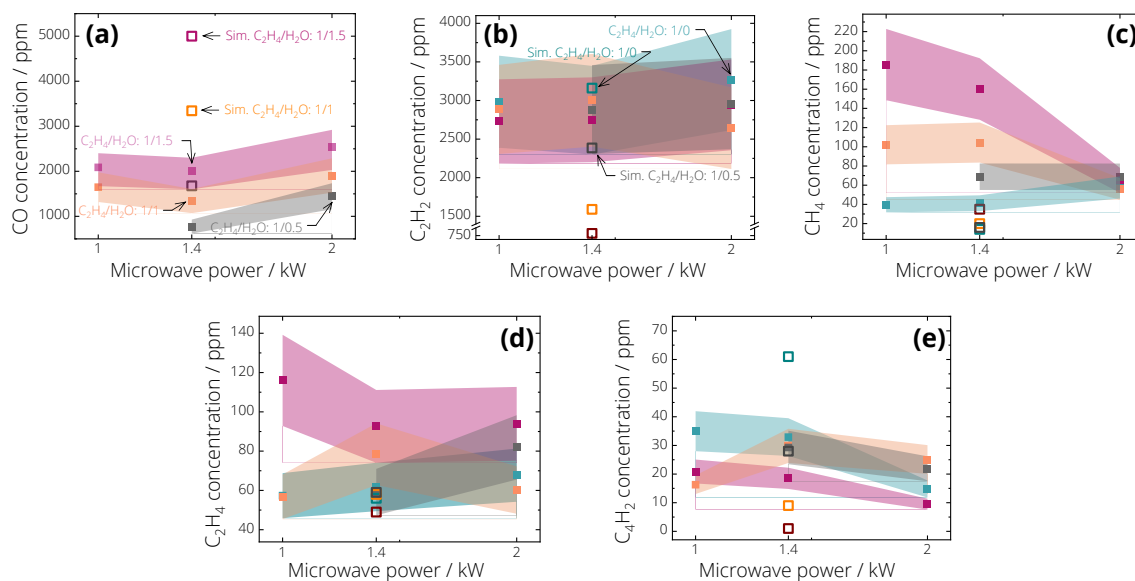 (a)
5000
4000
3000
2000
1000
CO concentration / ppm
Sim. C₂H₄/H₂O: 1/1.5
Sim. C₂H₄/H₂O: 1/1
C₂H₄/H₂O: 1/1.5
C₂H₄/H₂O: 1/1
C₂H₄/H₂O: 1/0.5
1
1.4
2
Microwave power / kW
(b)
4000
3500
3000
2500
2000
1500
750
C₂H₂ concentration / ppm
C₂H₄/H₂O: 1/0
Sim. C₂H₄/H₂O: 1/0
Sim. C₂H₄/H₂O: 1/0.5
1
1.4
2
Microwave power / kW
(c)
220
200
180
160
140
120
100
80
60
40
20
0
CH₄ concentration / ppm
1
1.4
2
Microwave power / kW
(d)
140
120
100
80
60
40
C₂H₄ concentration / ppm
1
1.4
2
Microwave power / kW
(e)
70
60
50
40
30
20
10
0
C₄H₂ concentration / ppm
1
1.4
2
Microwave power / kW